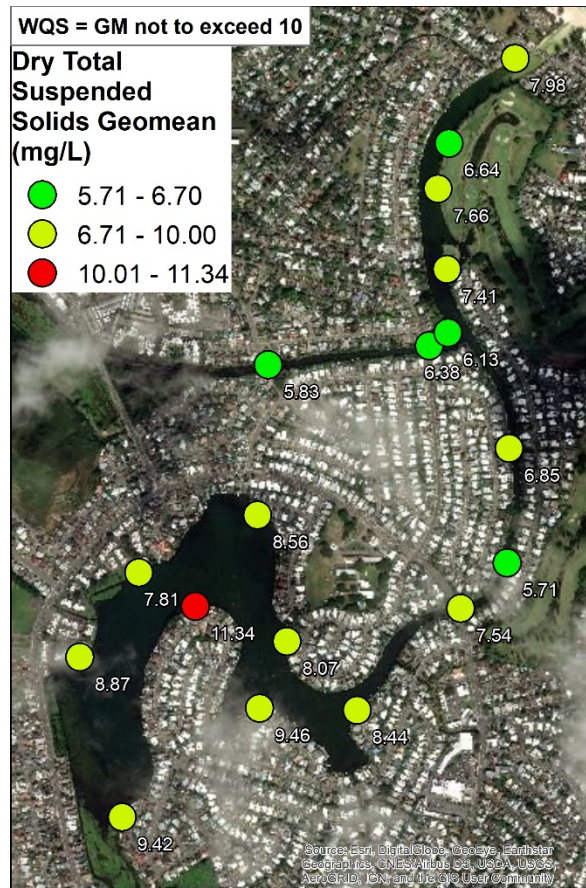 WQS = GM not to exceed 10
Dry Total
Suspended
Solids Geomean
(mg/L)
5.71 - 6.70
6.71 - 10.00
10.01 - 11.34
7.98
6.64
7.66
7.41
6.13
6.38
5.83
6.85
8.56
5.71
7.81
7.54
11.34
8.07
8.87
9.46
8.44
9.42
Source: Esri, DigitalGlobe, GeoEye, Earthstar
Geographics, CNES/Airbus DS, USDA, USGS,
AeroGRID, IGN, and the GIS User Community